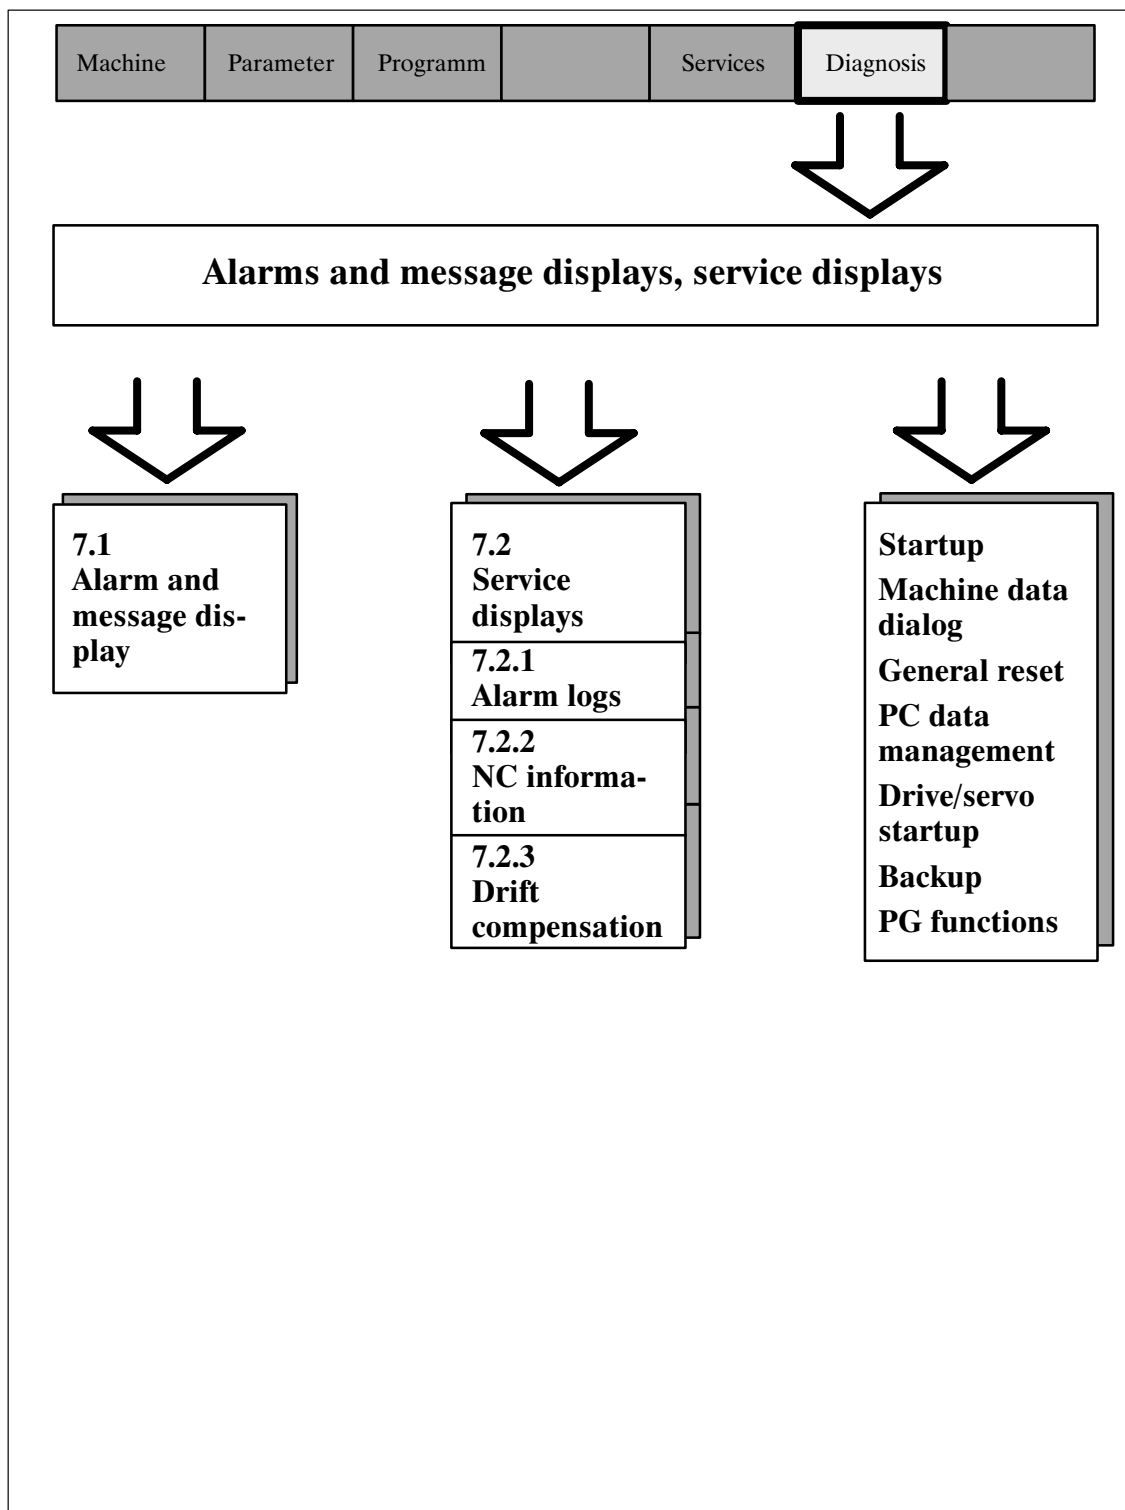 Machine
Parameter
Programm
Services
Diagnosis
Alarms and message displays, service displays
7.1
Alarm and
message dis-
play
7.2
Service
displays
7.2.1
Alarm logs
7.2.2
NC informa-
tion
7.2.3
Drift
compensation
Startup
Machine data
dialog
General reset
PC data
management
Drive/servo
startup
Backup
PG functions